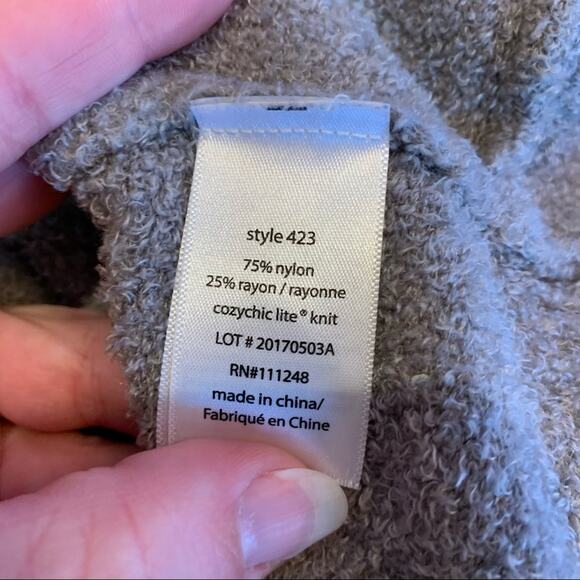 style 423
75% nylon
25% rayon / rayonne
cozychic lite® knit
LOT # 20170503A
RN#111248
made in china/
Fabriqué en Chine